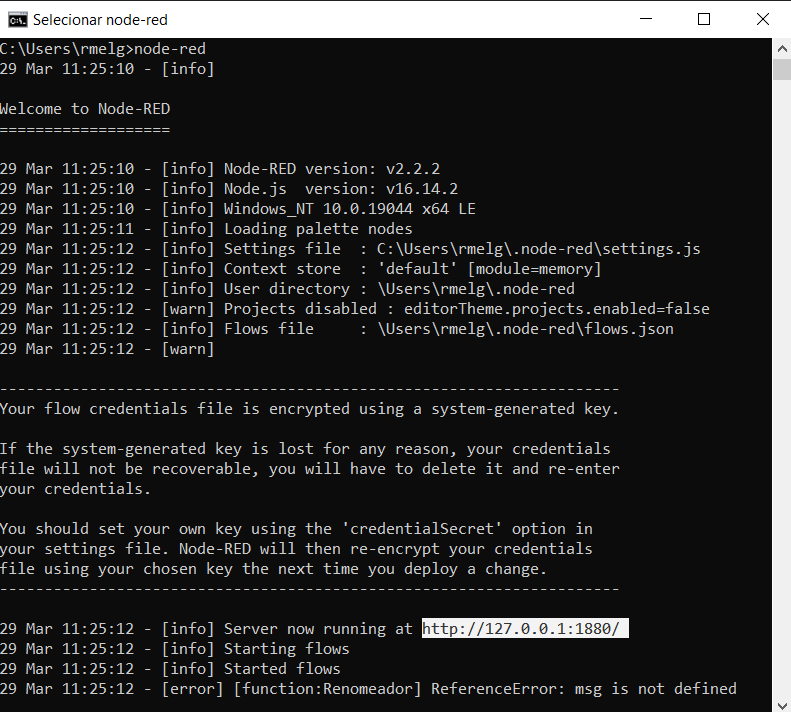 Selecionar node-red
C:\Users\rmelg>node-red
29 Mar 11:25:10 - [info]
Welcome to Node-RED
===================
29 Mar 11:25:10 - [info] Node-RED version: v2.2.2
29 Mar 11:25:10 - [info] Node.js  version: v16.14.2
29 Mar 11:25:10 - [info] Windows_NT 10.0.19044 x64 LE
29 Mar 11:25:11 - [info] Loading palette nodes
29 Mar 11:25:12 - [info] Settings file  : C:\Users\rmelg\.node-red\settings.js
29 Mar 11:25:12 - [info] Context store  : 'default' [module=memory]
29 Mar 11:25:12 - [info] User directory : \Users\rmelg\.node-red
29 Mar 11:25:12 - [warn] Projects disabled : editorTheme.projects.enabled=false
29 Mar 11:25:12 - [info] Flows file     : \Users\rmelg\.node-red\flows.json
29 Mar 11:25:12 - [warn]
---------------------------------------------------------------------
Your flow credentials file is encrypted using a system-generated key.
If the system-generated key is lost for any reason, your credentials
file will not be recoverable, you will have to delete it and re-enter
your credentials.
You should set your own key using the 'credentialSecret' option in
your settings file. Node-RED will then re-encrypt your credentials
file using your chosen key the next time you deploy a change.
---------------------------------------------------------------------
29 Mar 11:25:12 - [info] Server now running at http://127.0.0.1:1880/
29 Mar 11:25:12 - [info] Starting flows
29 Mar 11:25:12 - [info] Started flows
29 Mar 11:25:12 - [error] [function:Renomeador] ReferenceError: msg is not defined